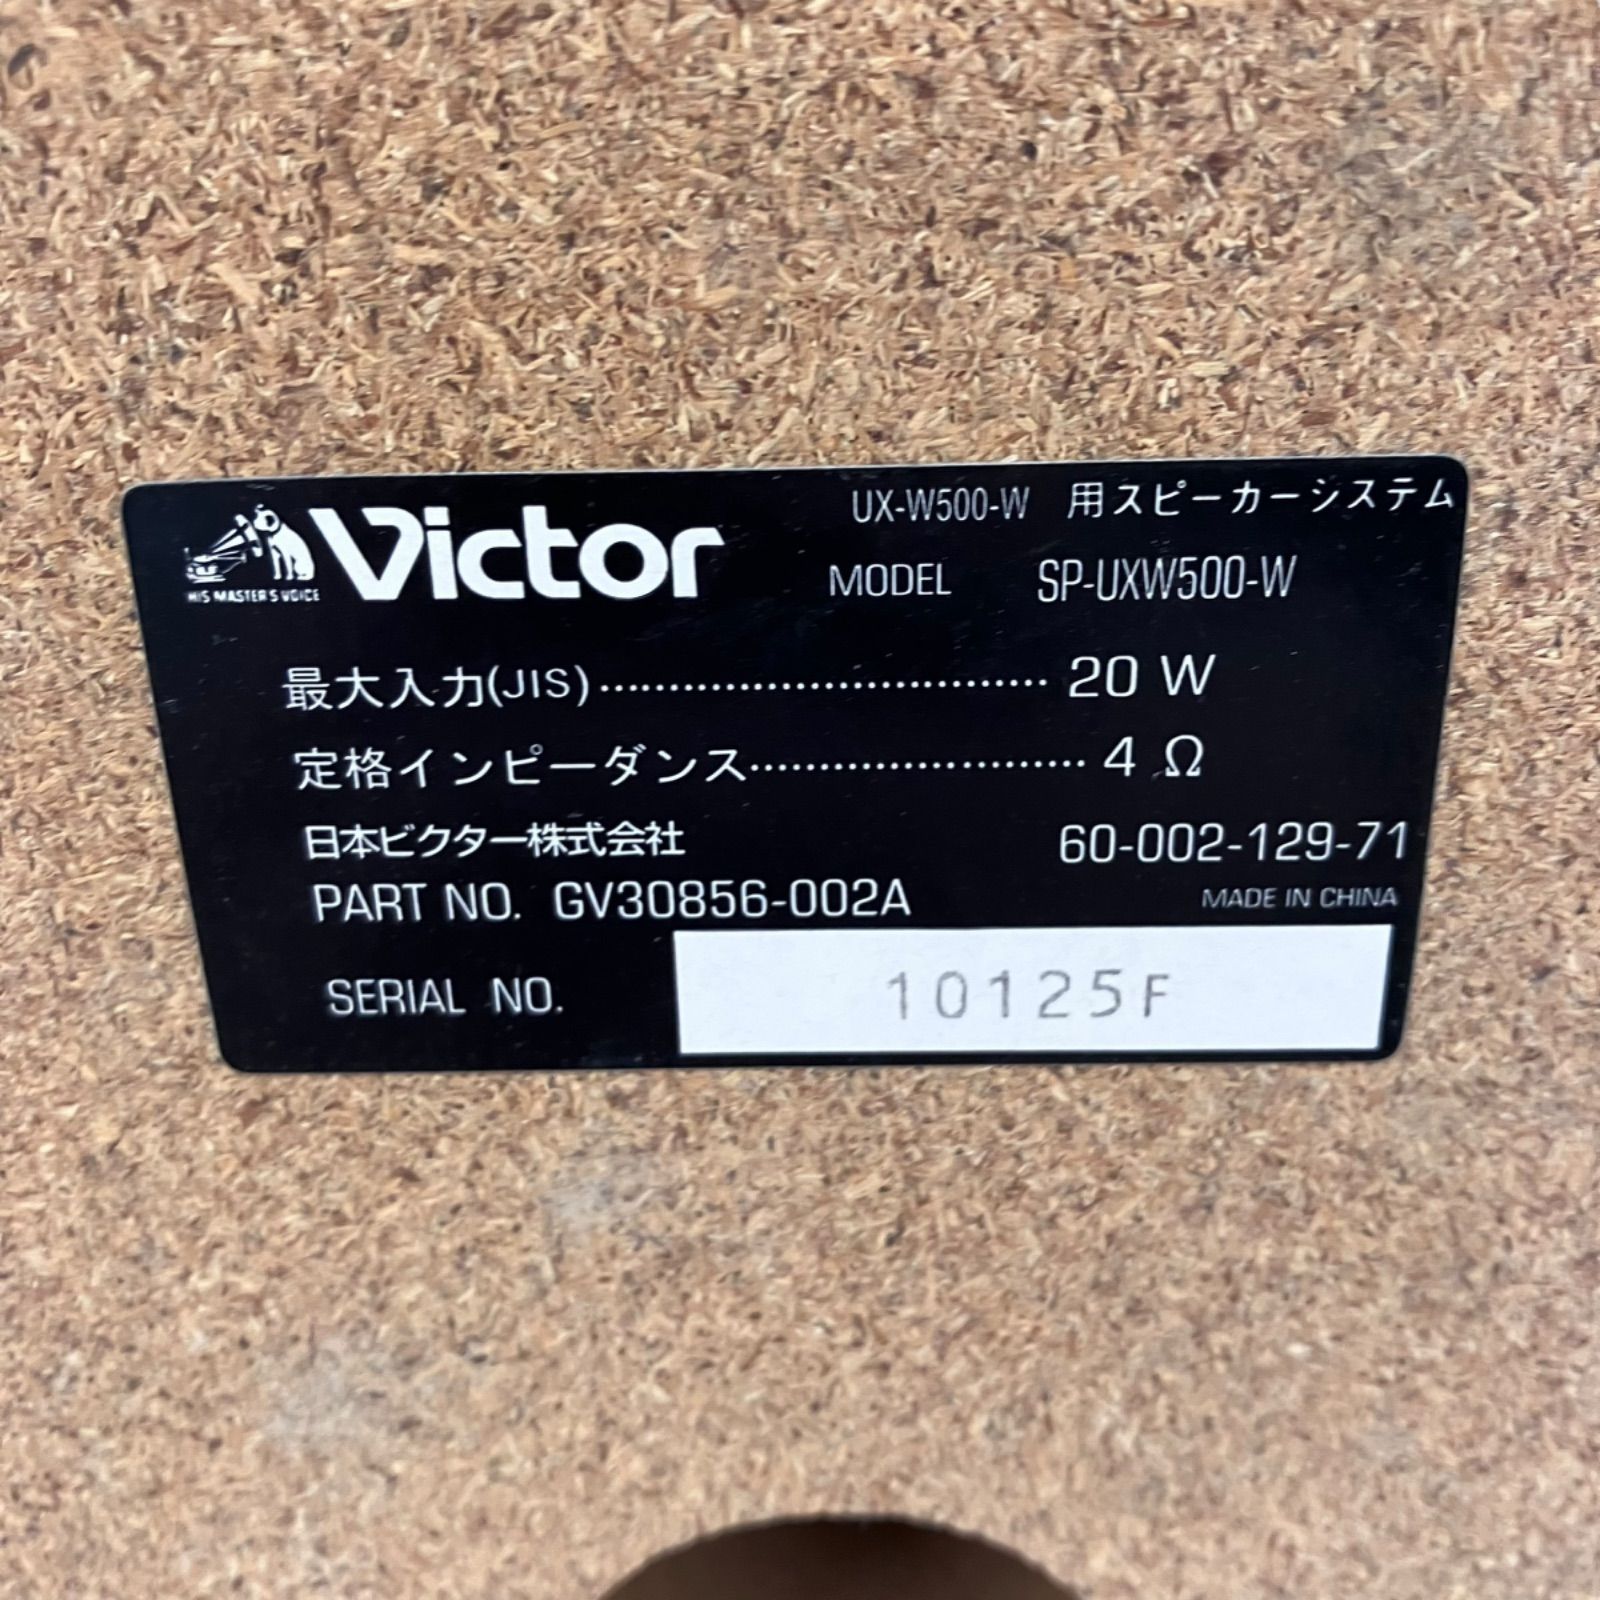 UX-W500-W 用スピーカーシステム
Victor
HIS MASTER'S VOICE
MODEL SP-UXW500-W
最大入力(JIS)································20 W
定格インピーダンス························4 Ω
日本ビクター株式会社 60-002-129-71
PART NO. GV30856-002A MADE IN CHINA
SERIAL NO. 10125F